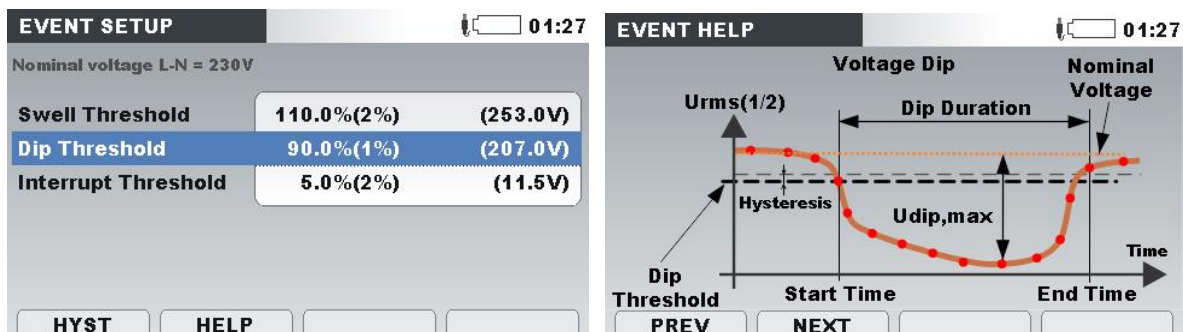 EVENT SETUP 01:27
Nominal voltage L-N = 230V
Swell Threshold 110.0%(2%) (253.0V)
Dip Threshold 90.0%(1%) (207.0V)
Interrupt Threshold 5.0%(2%) (11.5V)
HYST HELP
EVENT HELP 01:27
Voltage Dip
Nominal
Voltage
Urms(1/2)
Dip Duration
Hysteresis
Udip,max
Time
Dip
Threshold
Start Time
End Time
PREV NEXT